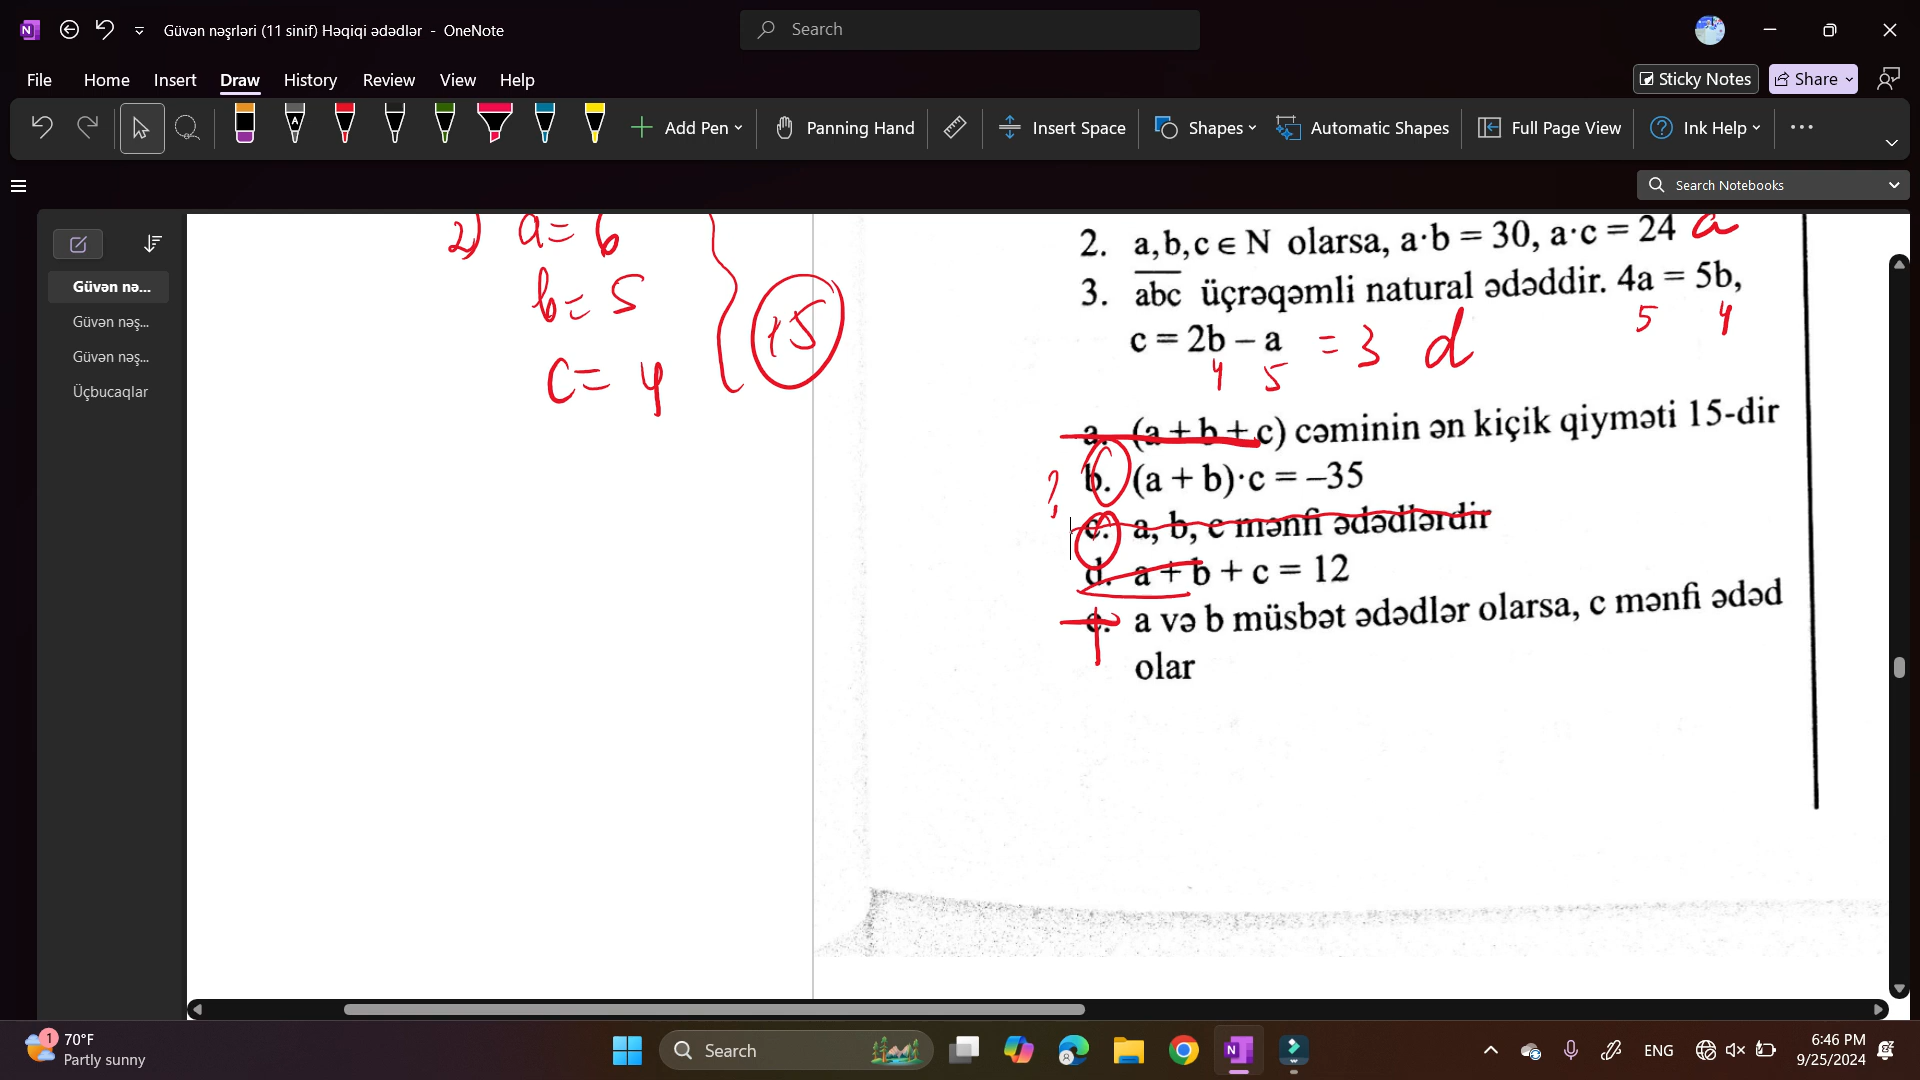 Güvən nəşrləri (11 sinif) Həqiqi ədədlər - OneNote
Search
File Home Insert Draw History Review View Help
Sticky Notes Share
Add Pen Panning Hand Insert Space Shapes Automatic Shapes Full Page View Ink Help
Search Notebooks
Güvən nə...
Güvən nəş...
Güvən nəş...
Üçbucaqlar
2) a = 6
b = 5
c = 4
15
2. a,b,c ∈ N olarsa, a·b = 30, a·c = 24 a
3. abc üçrəqəmli natural ədəddir. 4a = 5b,
5 4
c = 2b – a = 3 d
4 5
a. (a + b + c) cəminin ən kiçik qiyməti 15-dir
? b. (a + b)·c = –35
c. a, b, c mənfi ədədlərdir
d. a + b + c = 12
e. a və b müsbət ədədlər olarsa, c mənfi ədəd
olar
1 70°F
Partly sunny
Search
ENG
6:46 PM
9/25/2024